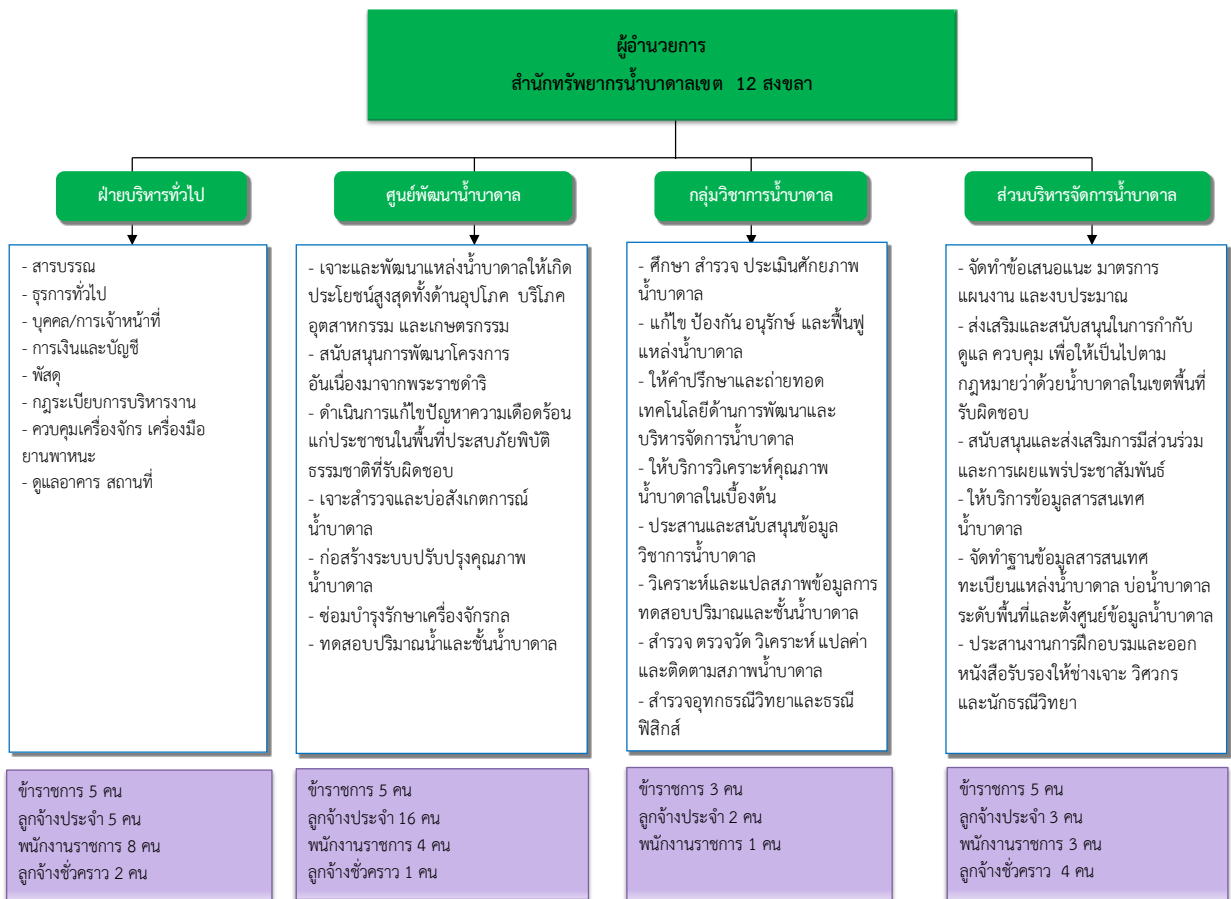 ผู้อำนวยการ
สำนักทรัพยากรน้ำบาดาลเขต 12 สงขลา
ฝ่ายบริหารทั่วไป
- สารบรรณ
- ธุรการทั่วไป
- บุคคล/การเจ้าหน้าที่
- การเงินและบัญชี
- พัสดุ
- กฎระเบียบการบริหารงาน
- ควบคุมเครื่องจักร เครื่องมือ
ยานพาหนะ
- ดูแลอาคาร สถานที่
ข้าราชการ 5 คน
ลูกจ้างประจำ 5 คน
พนักงานราชการ 8 คน
ลูกจ้างชั่วคราว 2 คน
ศูนย์พัฒนาน้ำบาดาล
- เจาะและพัฒนาแหล่งน้ำบาดาลให้เกิด
ประโยชน์สูงสุดทั้งด้านอุปโภค บริโภค
อุตสาหกรรม และเกษตรกรรม
- สนับสนุนการพัฒนาโครงการ
อันเนื่องมาจากพระราชดำริ
- ดำเนินการแก้ไขปัญหาความเดือดร้อน
แก่ประชาชนในพื้นที่ประสบภัยพิบัติ
ธรรมชาติที่รับผิดชอบ
- เจาะสำรวจและบ่อสังเกตการณ์
น้ำบาดาล
- ก่อสร้างระบบปรับปรุงคุณภาพ
น้ำบาดาล
- ซ่อมบำรุงรักษาเครื่องจักรกล
- ทดสอบปริมาณน้ำและชั้นน้ำบาดาล
ข้าราชการ 5 คน
ลูกจ้างประจำ 16 คน
พนักงานราชการ 4 คน
ลูกจ้างชั่วคราว 1 คน
กลุ่มวิชาการน้ำบาดาล
- ศึกษา สำรวจ ประเมินศักยภาพ
น้ำบาดาล
- แก้ไข ป้องกัน อนุรักษ์ และฟื้นฟู
แหล่งน้ำบาดาล
- ให้คำปรึกษาและถ่ายทอด
เทคโนโลยีด้านการพัฒนาและ
บริหารจัดการน้ำบาดาล
- ให้บริการวิเคราะห์คุณภาพ
น้ำบาดาลในเบื้องต้น
- ประสานและสนับสนุนข้อมูล
วิชาการน้ำบาดาล
- วิเคราะห์และแปลสภาพข้อมูลการ
ทดสอบปริมาณและชั้นน้ำบาดาล
- สำรวจ ตรวจวัด วิเคราะห์ แปลค่า
และติดตามสภาพน้ำบาดาล
- สำรวจอุทกธรณีวิทยาและธรณี
ฟิสิกส์
ข้าราชการ 3 คน
ลูกจ้างประจำ 2 คน
พนักงานราชการ 1 คน
ส่วนบริหารจัดการน้ำบาดาล
- จัดทำข้อเสนอแนะ มาตรการ
แผนงาน และงบประมาณ
- ส่งเสริมและสนับสนุนในการกำกับ
ดูแล ควบคุม เพื่อให้เป็นไปตาม
กฎหมายว่าด้วยน้ำบาดาลในเขตพื้นที่
รับผิดชอบ
- สนับสนุนและส่งเสริมการมีส่วนร่วม
และการเผยแพร่ประชาสัมพันธ์
- ให้บริการข้อมูลสารสนเทศ
น้ำบาดาล
- จัดทำฐานข้อมูลสารสนเทศ
ทะเบียนแหล่งน้ำบาดาล บ่อน้ำบาดาล
ระดับพื้นที่และตั้งศูนย์ข้อมูลน้ำบาดาล
- ประสานงานการฝึกอบรมและออก
หนังสือรับรองให้ช่างเจาะ วิศวกร
และนักธรณีวิทยา
ข้าราชการ 5 คน
ลูกจ้างประจำ 3 คน
พนักงานราชการ 3 คน
ลูกจ้างชั่วคราว 4 คน